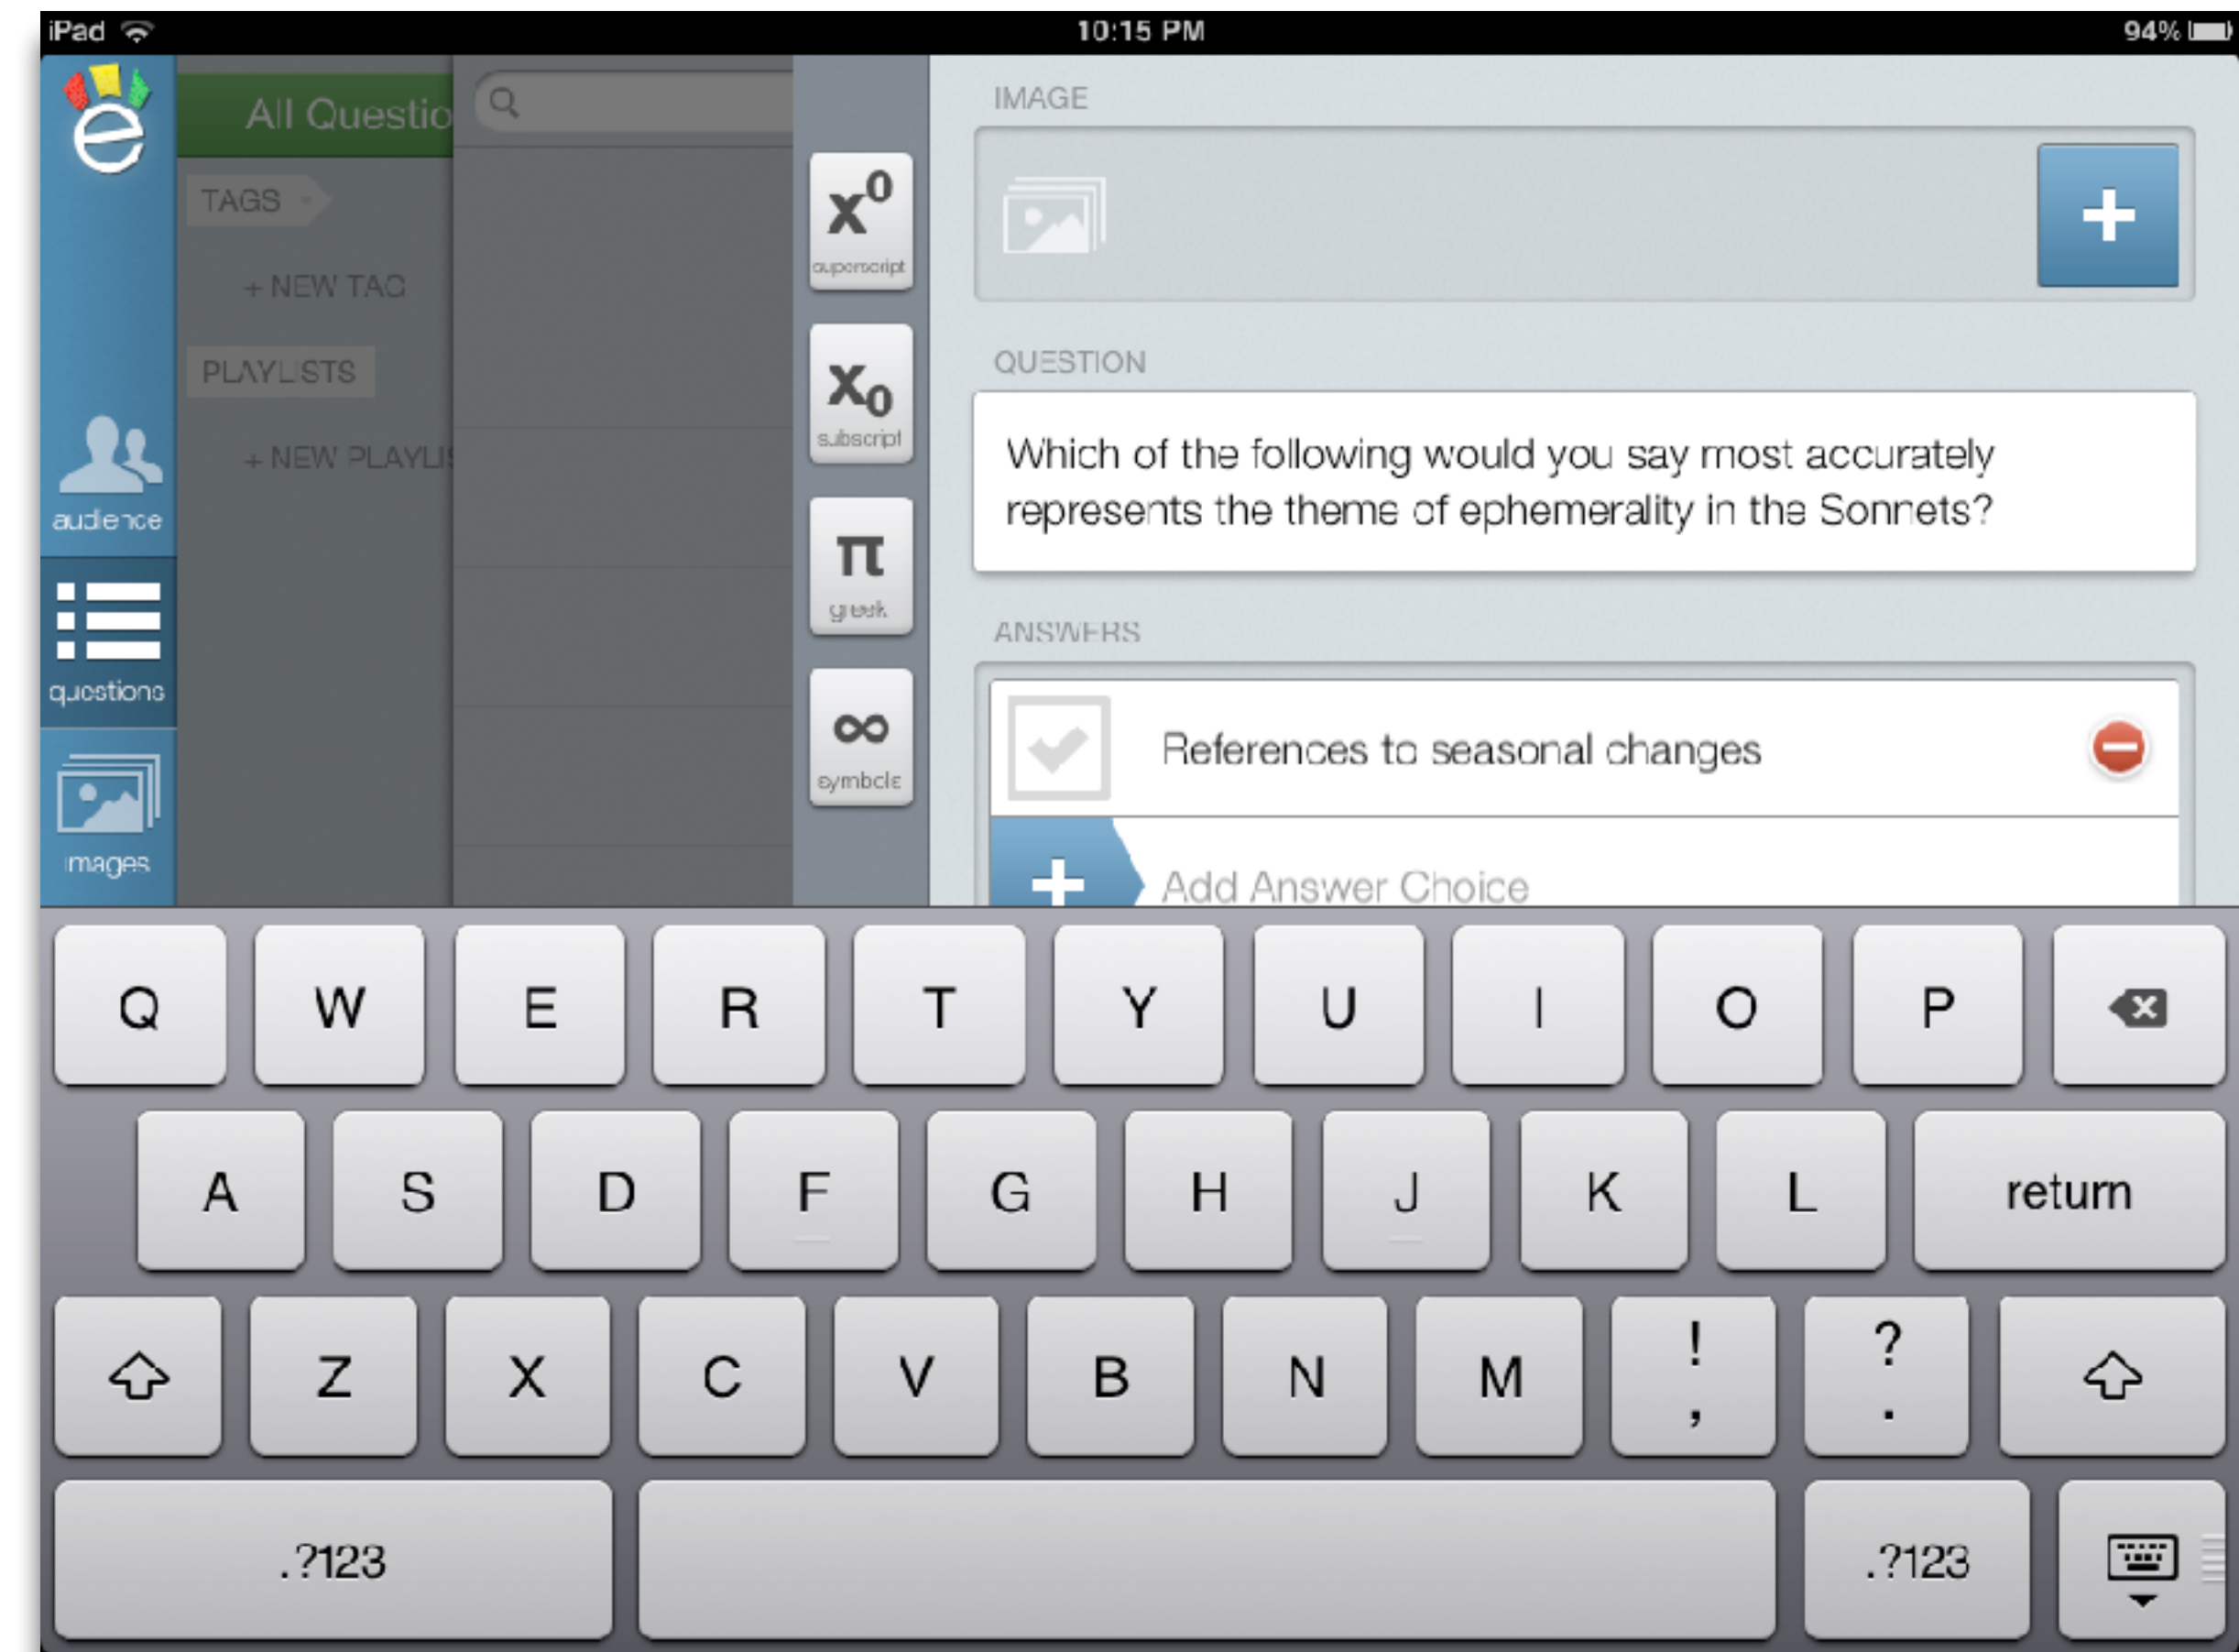 iPad
10:15 PM
94%
e
All Questio
TAGS
+ NEW TAG
PLAYLISTS
+ NEW PLAYLIS
audience
questions
images
x⁰
superscript
x₀
subscript
π
greek
∞
symbols
IMAGE
+
QUESTION
Which of the following would you say most accurately
represents the theme of ephemerality in the Sonnets?
ANSWERS
References to seasonal changes
+ Add Answer Choice
Q W E R T Y U I O P
A S D F G H J K L return
Z X C V B N M ! , ? .
.?123 .?123